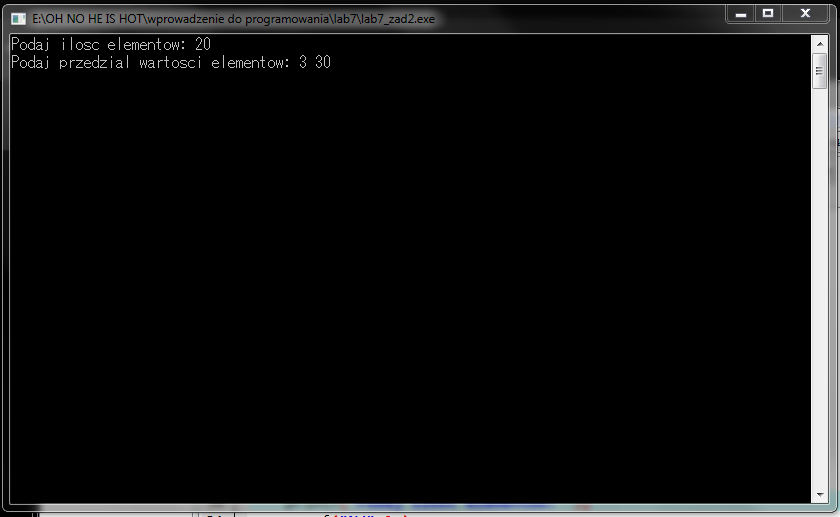 E:\OH NO HE IS HOT\wprowadzenie do programowania\lab7\lab7_zad2.exe
Podaj ilosc elementow: 20
Podaj przedzial wartosci elementow: 3 30